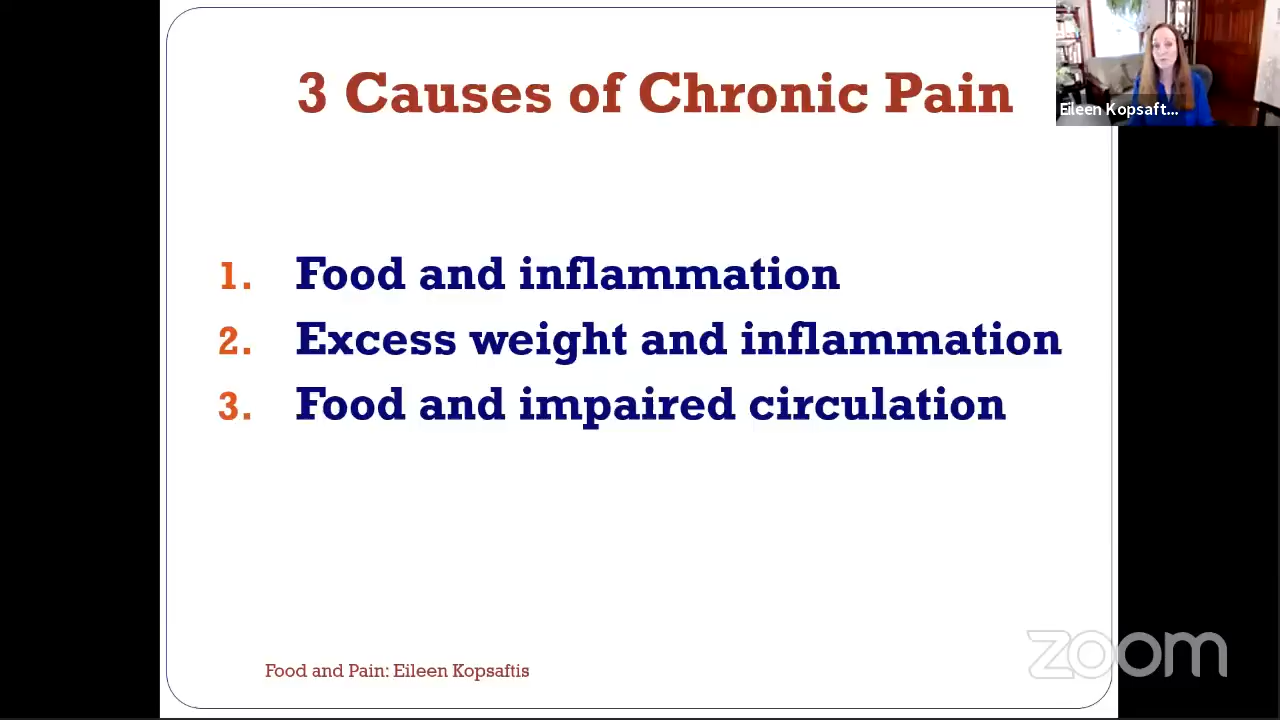 3 Causes of Chronic Pain
Eileen Kopsaft...
1. Food and inflammation
2. Excess weight and inflammation
3. Food and impaired circulation
Food and Pain: Eileen Kopsaftis
zoom